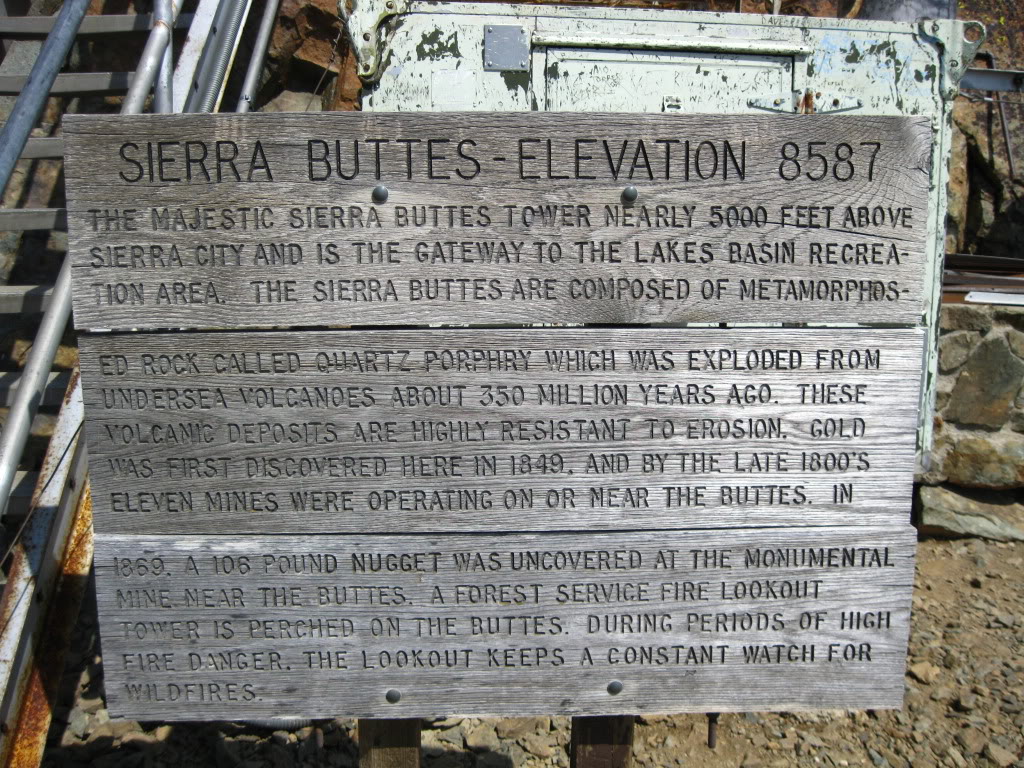 SIERRA BUTTES-ELEVATION 8587
THE MAJESTIC SIERRA BUTTES TOWER NEARLY 5000 FEET ABOVE
SIERRA CITY AND IS THE GATEWAY TO THE LAKES BASIN RECREA-
TION AREA. THE SIERRA BUTTES ARE COMPOSED OF METAMORPHOS-
ED ROCK CALLED QUARTZ PORPHRY WHICH WAS EXPLODED FROM
UNDERSEA VOLCANOES ABOUT 350 MILLION YEARS AGO. THESE
VOLCANIC DEPOSITS ARE HIGHLY RESISTANT TO EROSION. GOLD
WAS FIRST DISCOVERED HERE IN 1849, AND BY THE LATE 1800'S
ELEVEN MINES WERE OPERATING ON OR NEAR THE BUTTES. IN
1869, A 106 POUND NUGGET WAS UNCOVERED AT THE MONUMENTAL
MINE NEAR THE BUTTES. A FOREST SERVICE FIRE LOOKOUT
TOWER IS PERCHED ON THE BUTTES. DURING PERIODS OF HIGH
FIRE DANGER, THE LOOKOUT KEEPS A CONSTANT WATCH FOR
WILDFIRES.